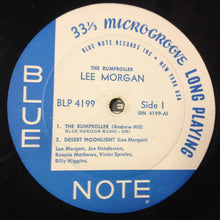 33⅓ MICROGROOVE LONG PLAYING
BLUE NOTE RECORDS INC • NEW YORK USA
THE RUMPROLLER
LEE MORGAN
BLP 4199
Side 1
(BN 4199-A)
1. THE RUMPROLLER (Andrew Hill)
BLUE HORIZON MUSIC - BMI
2. DESERT MOONLIGHT (Lee Morgan)
Lee Morgan, Joe Henderson,
Ronnie Mathews, Victor Sproles,
Billy Higgins.
BLUE
NOTE